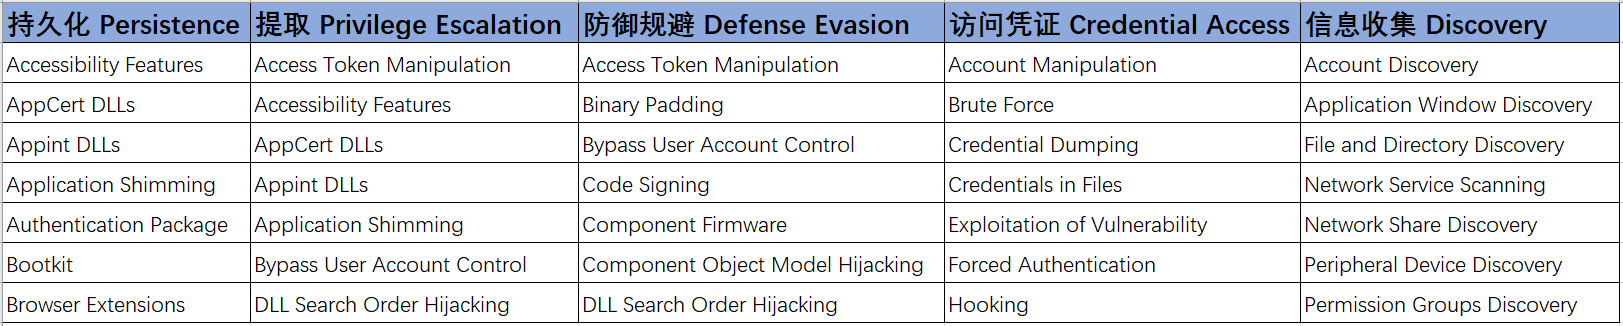 持久化 Persistence 提取 Privilege Escalation 防御规避 Defense Evasion 访问凭证 Credential Access 信息收集 Discovery
Accessibility Features Access Token Manipulation Access Token Manipulation Account Manipulation Account Discovery
AppCert DLLs Accessibility Features Binary Padding Brute Force Application Window Discovery
Appint DLLs AppCert DLLs Bypass User Account Control Credential Dumping File and Directory Discovery
Application Shimming Appint DLLs Code Signing Credentials in Files Network Service Scanning
Authentication Package Application Shimming Component Firmware Exploitation of Vulnerability Network Share Discovery
Bootkit Bypass User Account Control Component Object Model Hijacking Forced Authentication Peripheral Device Discovery
Browser Extensions DLL Search Order Hijacking DLL Search Order Hijacking Hooking Permission Groups Discovery